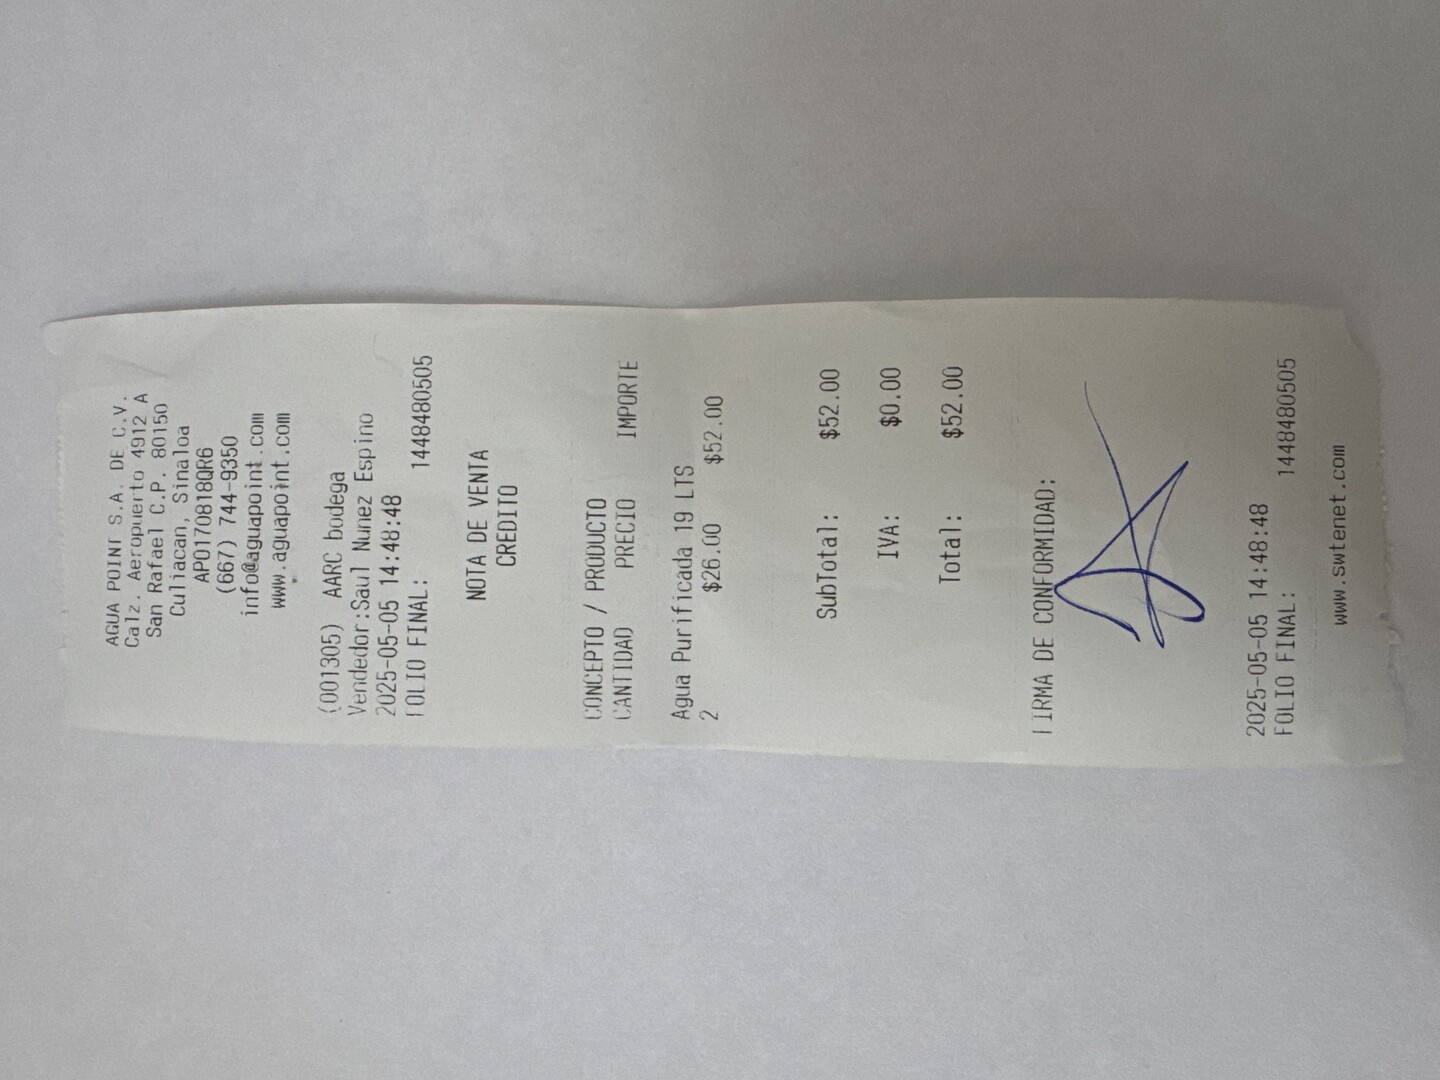 AGUA POINT S.A. DE C.V.
Calz. Aeropuerto 4912 A
San Rafael C.P. 80150
Culiacan, Sinaloa
APO170818QR6
(667) 744-9350
info@aguapoint.com
www.aguapoint.com
(001305) AARC bodega
Vendedor:Saul Nunez Espino
2025-05-05 14:48:48
FOLIO FINAL: 1448480505
NOTA DE VENTA
CREDITO
CONCEPTO / PRODUCTO
CANTIDAD PRECIO IMPORTE
Agua Purificada 19 LTS
2 $26.00 $52.00
SubTotal: $52.00
IVA: $0.00
Total: $52.00
FIRMA DE CONFORMIDAD:
2025-05-05 14:48:48
FOLIO FINAL: 1448480505
www.swtenet.com